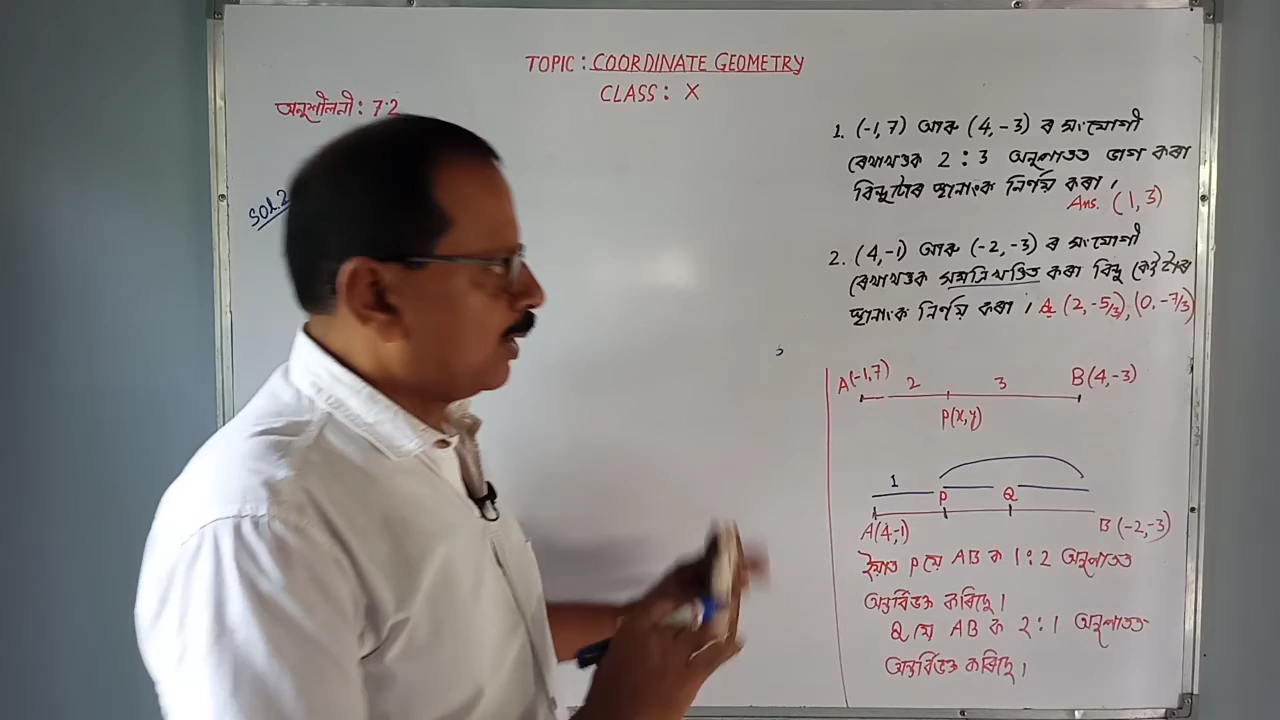 TOPIC: COORDINATE GEOMETRY
CLASS: X
অনুশীলনী: 7.2
SOL.2
1. (-1,7) আৰু (4,-3) ৰ সংযোগী
ৰেখাখণ্ডক 2:3 অনুপাতত ভাগ কৰা
বিন্দুটোৰ স্থানাংক নিৰ্ণয় কৰা।
Ans. (1,3)
2. (4,-1) আৰু (-2,-3) ৰ সংযোগী
ৰেখাখণ্ডক সমত্ৰিখণ্ডিত কৰা বিন্দু কেইটাৰ
স্থানাংক নিৰ্ণয় কৰা। A (2,-5/3), (0,-7/3)
A(-1,7) 2 3 B(4,-3)
P(x,y)
1
P Q
A(4,-1) B(-2,-3)
ইয়াত P য়ে AB ক 1:2 অনুপাতত
অন্তৰ্বিভক্ত কৰিছে।
Q য়ে AB ক 2:1 অনুপাতত
অন্তৰ্বিভক্ত কৰিছে।